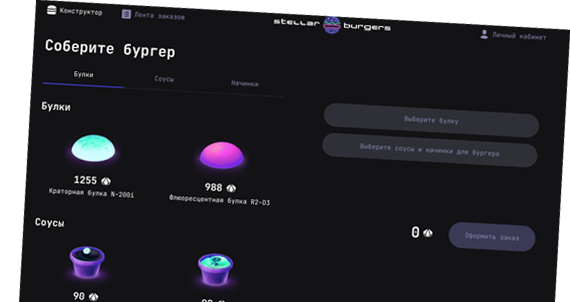 Конструктор
Лента заказов
stellar burgers
Личный кабинет
Соберите бургер
Булки
Соусы
Начинки
Булки
Выберите булку
Выберите соусы и начинки для бургера
1255
Краторная булка N-200i
988
Флюоресцентная булка R2-D3
Соусы
0
Оформить заказ
90